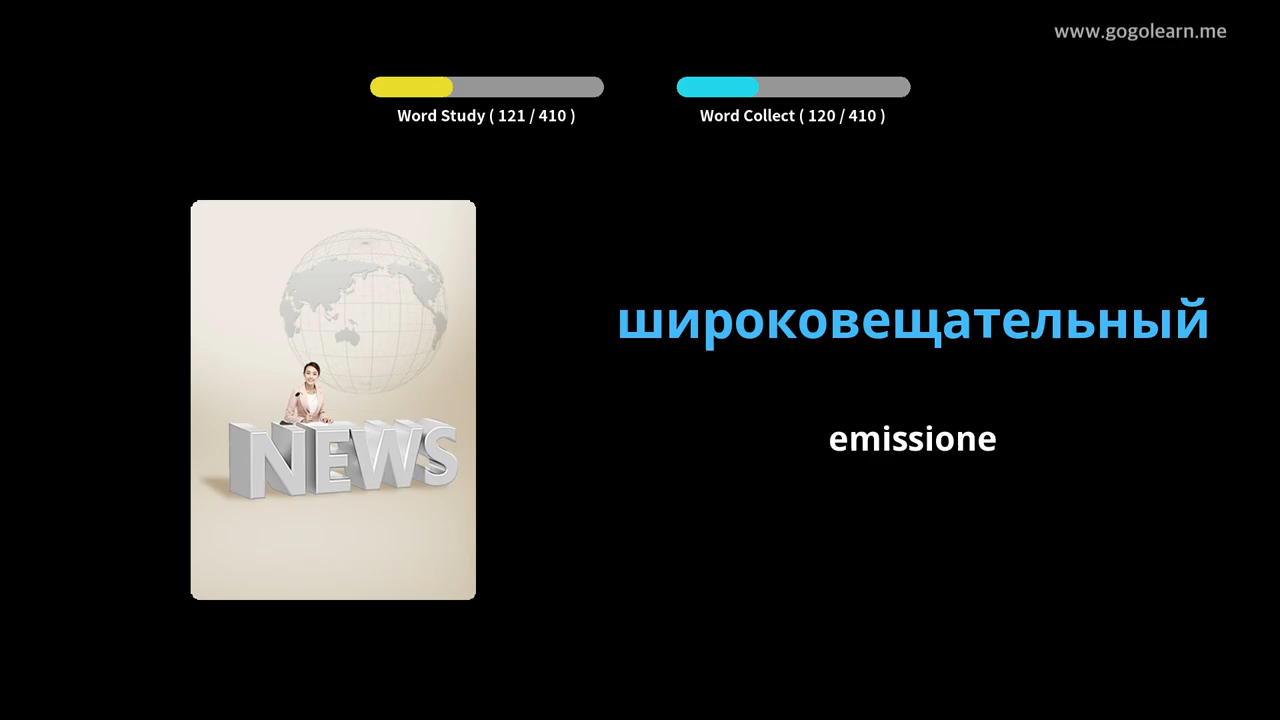 www.gogolearn.me
Word Study ( 121 / 410 )
Word Collect ( 120 / 410 )
широковещательный
emissione
NEWS